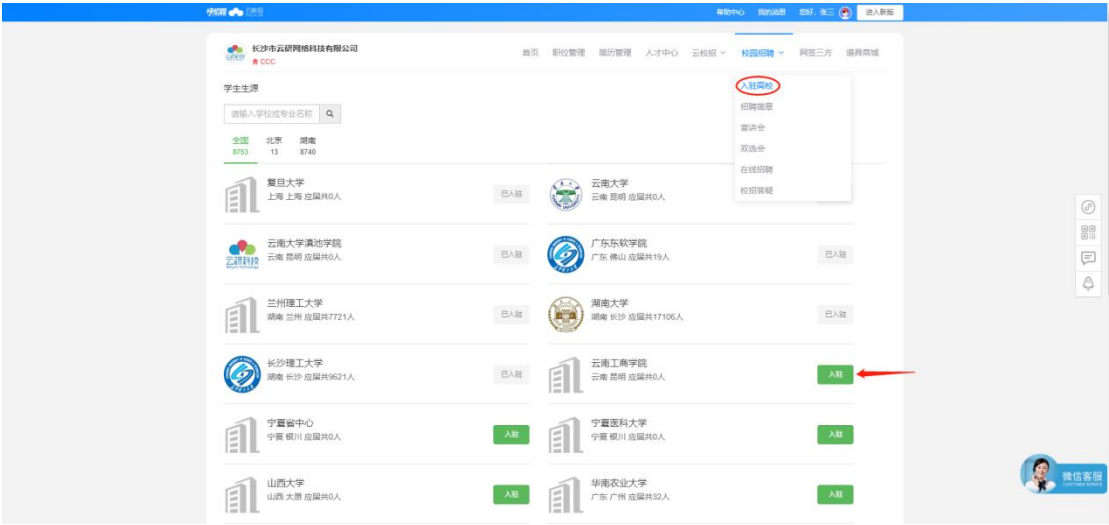 快招聘 云研科技
帮助中心 我的消息 您好，张三 进入新版
长沙市云研网络科技有限公司
CCC
首页 职位管理 简历管理 人才中心 云校招 校园招聘 网签三方 道具商城
学生生源
请输入学校或专业名称
全国 北京 湖南
8753 13 8740
入驻高校
招聘简章
宣讲会
双选会
在线招聘
校招答疑
复旦大学
上海 上海 应届共0人
已入驻
云南大学
云南 昆明 应届共0人
云南大学滇池学院
云南 昆明 应届共0人
已入驻
云研科技
广东东软学院
广东 佛山 应届共19人
已入驻
兰州理工大学
湖南 兰州 应届共7721人
已入驻
湖南大学
湖南 长沙 应届共17106人
已入驻
长沙理工大学
湖南 长沙 应届共9621人
已入驻
云南工商学院
云南 昆明 应届共0人
入驻
宁夏省中心
宁夏 银川 应届共0人
入驻
宁夏医科大学
宁夏 银川 应届共0人
入驻
山西大学
山西 太原 应届共0人
入驻
华南农业大学
广东 广州 应届共32人
入驻
微信客服
CUSTOMER SERVICE